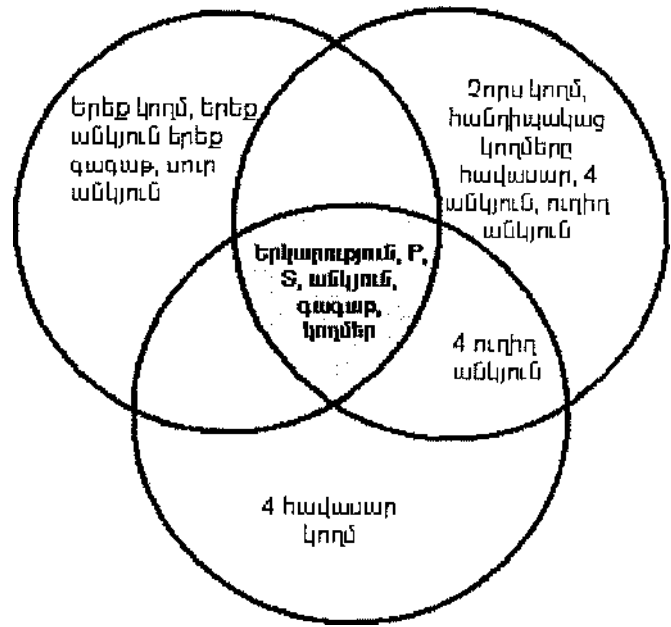 Երեք կողմ, երեք
անկյուն երեք
գագաթ, սուր
անկյուն
Չորս կողմ,
հանդիպակաց
կողմերը
հավասար, 4
անկյուն, ուղիղ
անկյուն
Երկարություն, P,
S, անկյուն,
գագաթ,
կողմեր
4 ուղիղ
անկյուն
4 հավասար
կողմ